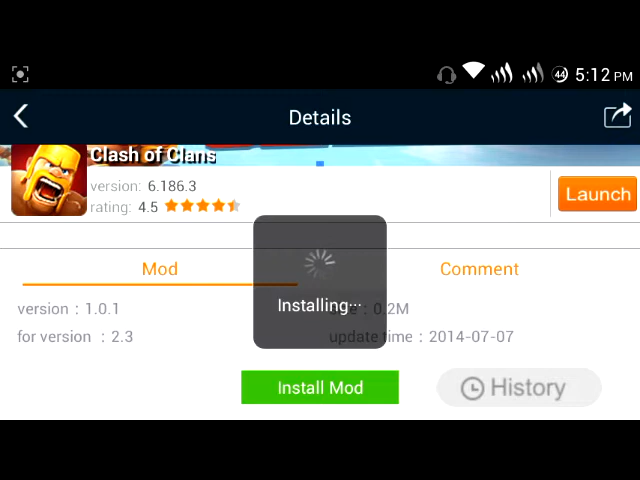 44 5:12 PM
Details
Clash of Clans
version: 6.186.3
rating: 4.5
Launch
Mod
Comment
Installing...
version : 1.0.1
: 0.2M
for version : 2.3
update time : 2014-07-07
Install Mod
History